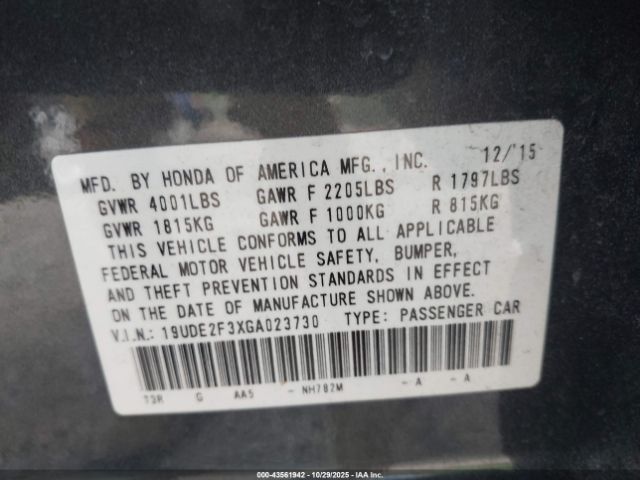 MFD. BY HONDA OF AMERICA MFG., INC. 12/'15
GVWR 4001LBS GAWR F 2205LBS R 1797LBS
GVWR 1815KG GAWR F 1000KG R 815KG
THIS VEHICLE CONFORMS TO ALL APPLICABLE
FEDERAL MOTOR VEHICLE SAFETY, BUMPER,
AND THEFT PREVENTION STANDARDS IN EFFECT
ON THE DATE OF MANUFACTURE SHOWN ABOVE.
V.I.N.: 19UDE2F3XGA023730 TYPE: PASSENGER CAR
T3R G AA5 - NH782M - A - A
000-43561942 | 10/29/2025 | IAA Inc.